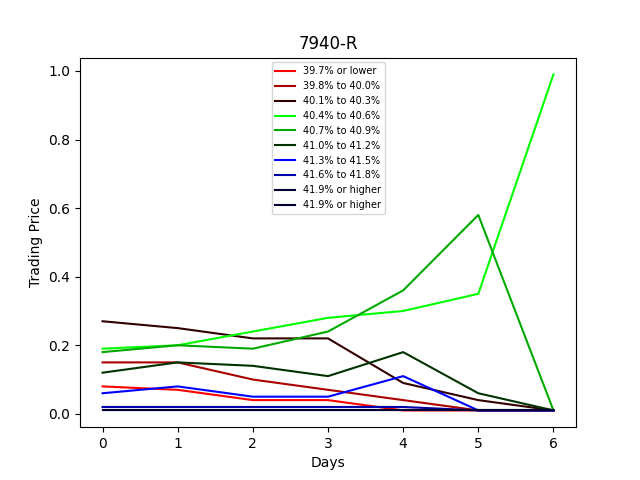 7940-R
1.0
0.8
0.6
0.4
0.2
0.0
Trading Price
39.7% or lower
39.8% to 40.0%
40.1% to 40.3%
40.4% to 40.6%
40.7% to 40.9%
41.0% to 41.2%
41.3% to 41.5%
41.6% to 41.8%
41.9% or higher
41.9% or higher
0 1 2 3 4 5 6
Days